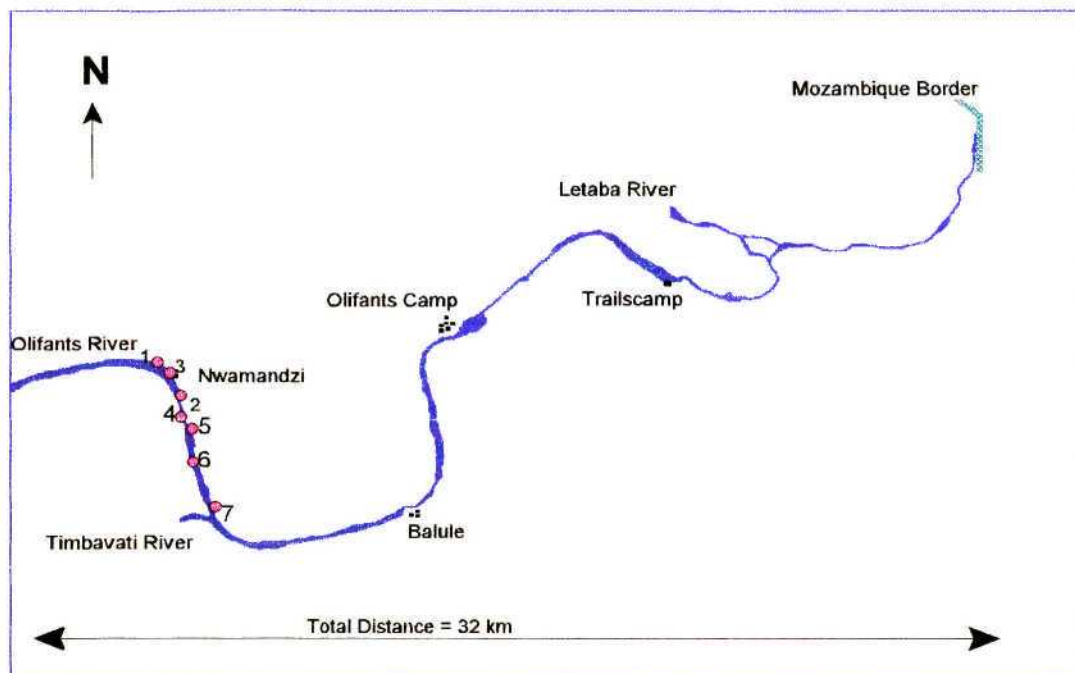 N
Mozambique Border
Letaba River
Olifants Camp
Trailscamp
Olifants River
1
3
Nwamandzi
2
4
5
6
7
Timbavati River
Balule
Total Distance = 32 km